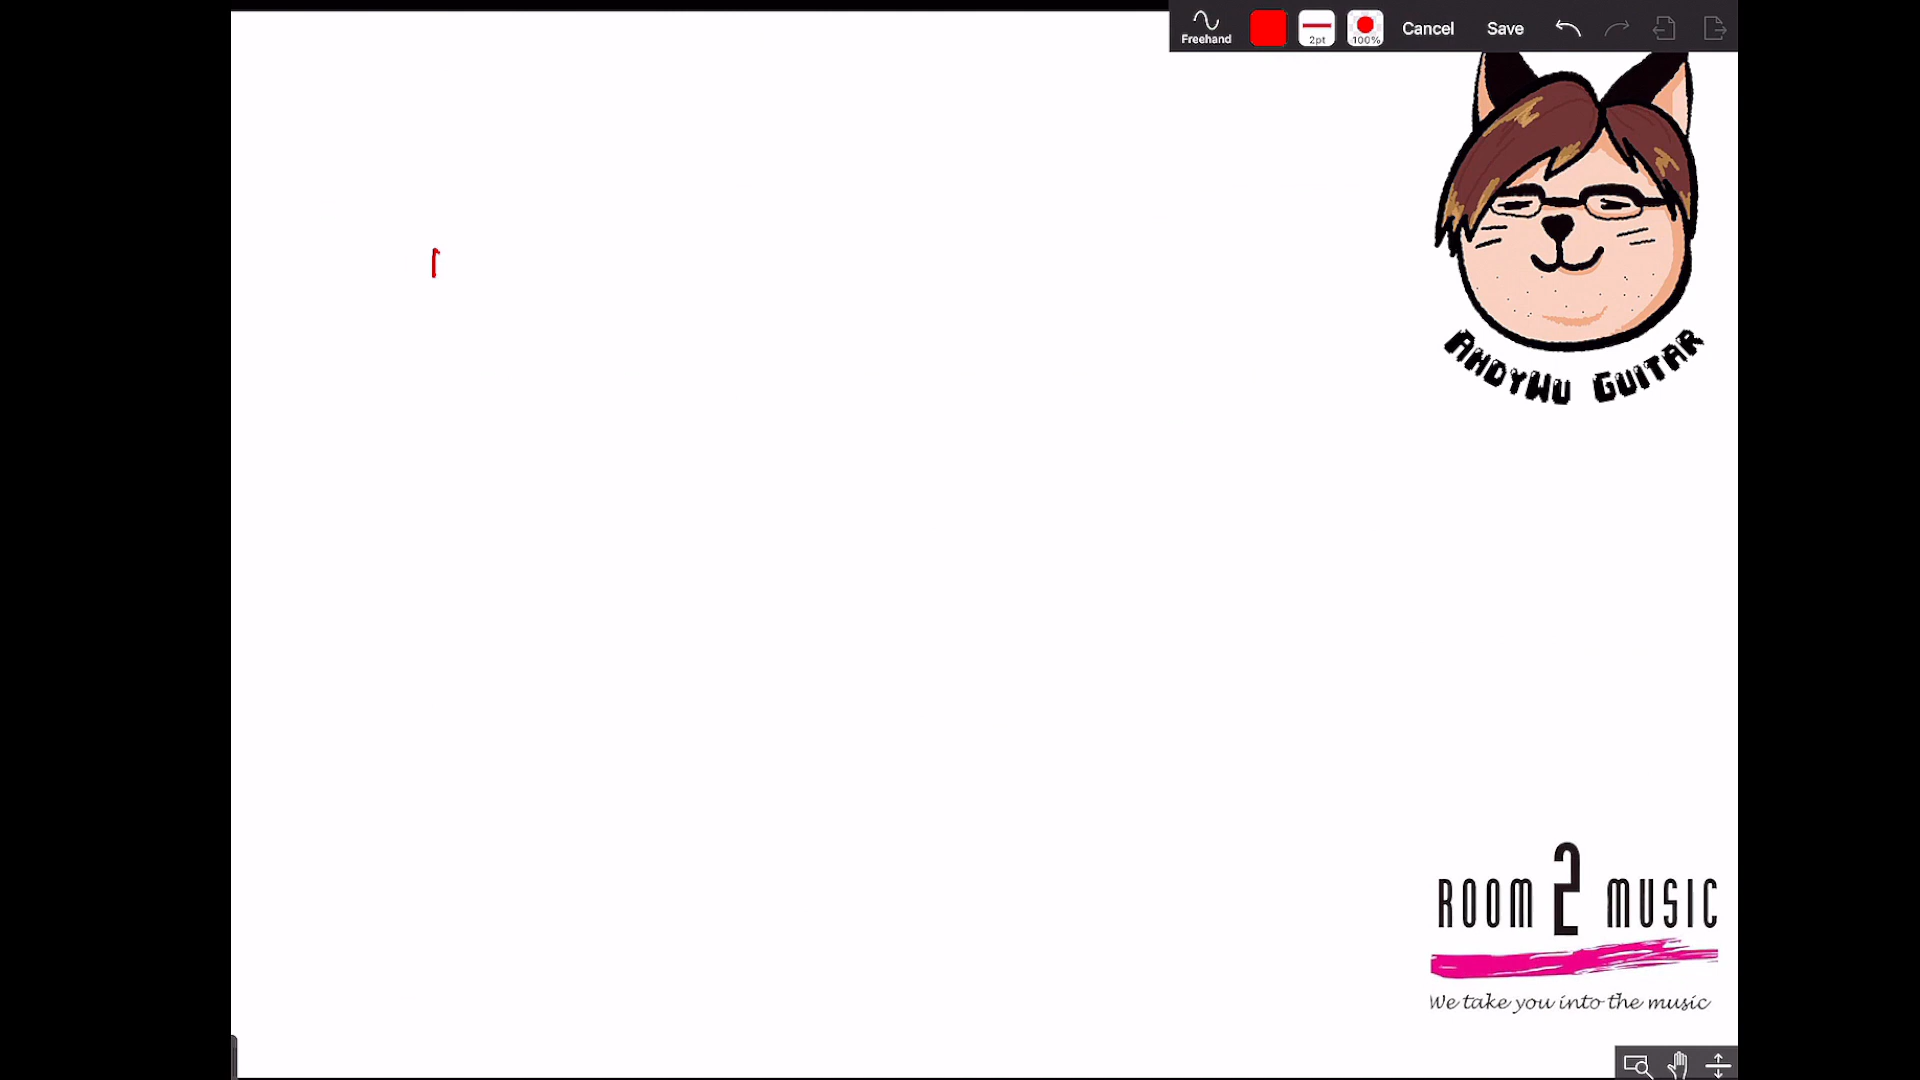 Freehand
2pt
100%
Cancel
Save
ANDYWU GUITAR
ROOM 2 MUSIC
We take you into the music